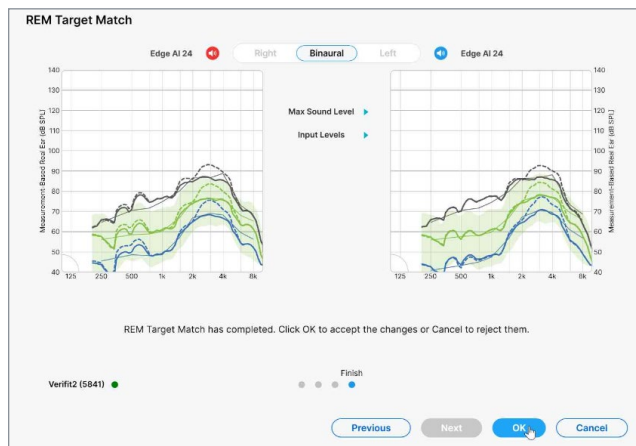 REM Target Match
Edge AI 24
Right
Binaural
Left
Edge AI 24
Measurement-Based Real Ear (dB SPL)
140
130
120
110
100
90
80
70
60
50
40
125 250 500 1k 2k 4k 8k
Max Sound Level
Input Levels
140
130
120
110
100
90
80
70
60
50
40
Measurement-Based Real Ear (dB SPL)
125 250 500 1k 2k 4k 8k
REM Target Match has completed. Click OK to accept the changes or Cancel to reject them.
Finish
Verifit2 (5841)
Previous
Next
OK
Cancel